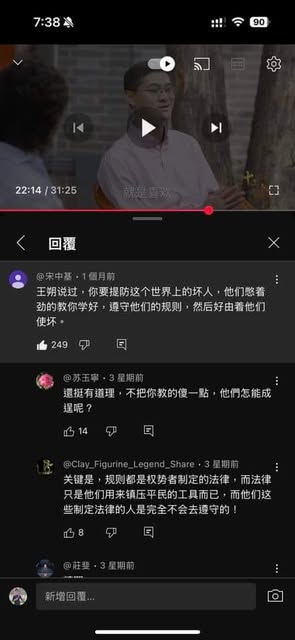 7:38
90
22:14 / 31:25
就是喜欢
回覆
@宋中基 • 1 個月前
王朔说过，你要提防这个世界上的坏人，他们憋着
劲的教你学好，遵守他们的规则，然后好由着他们
使坏。
249
@苏玉寧 • 3 星期前
還挺有道理，不把你教的傻一點，他們怎能成
逞呢？
14
@Clay_Figurine_Legend_Share • 3 星期前
关键是，规则都是权势者制定的法律，而法律
只是他们用来镇压平民的工具而已，而他们这
些制定法律的人是完全不会去遵守的！
8
@莊斐 • 3 星期前
新增回覆...